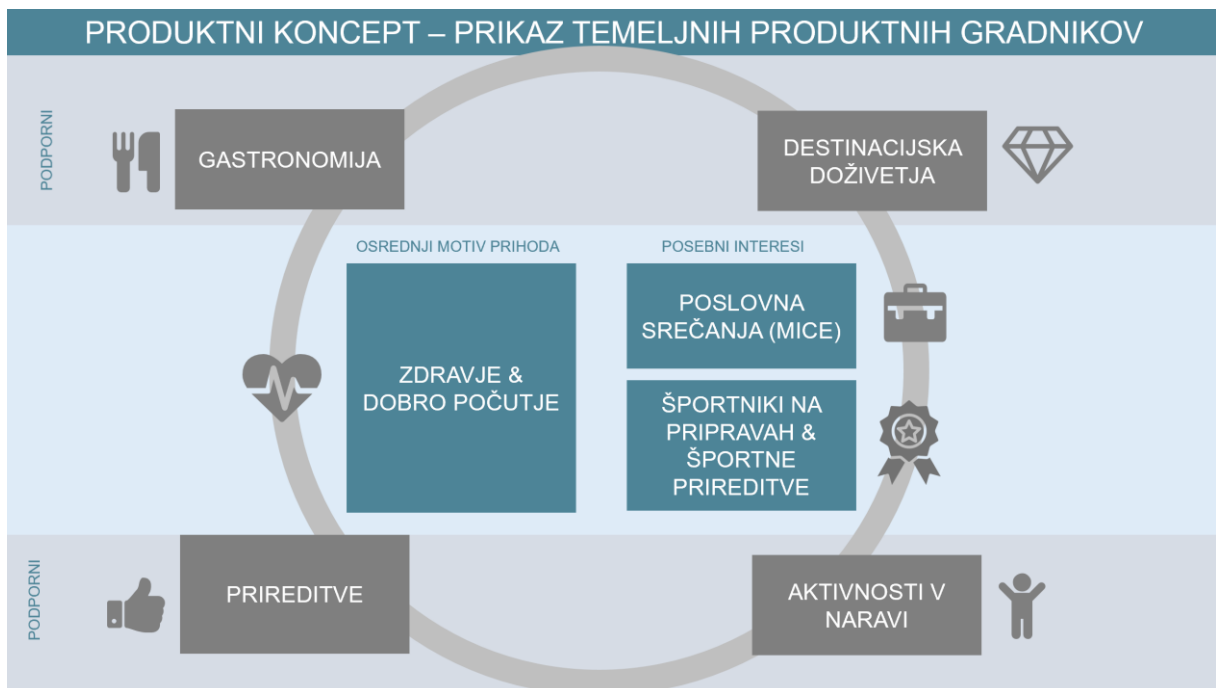 PRODUKTNI KONCEPT – PRIKAZ TEMELJNIH PRODUKTNIH GRADNIKOV
PODPORNI
GASTRONOMIJA
DESTINACIJSKA
DOŽIVETJA
OSREDNJI MOTIV PRIHODA
POSEBNI INTERESI
ZDRAVJE &
DOBRO POČUTJE
POSLOVNA
SREČANJA (MICE)
ŠPORTNIKI NA
PRIPRAVAH &
ŠPORTNE
PRIREDITVE
PODPORNI
PRIREDITVE
AKTIVNOSTI V
NARAVI